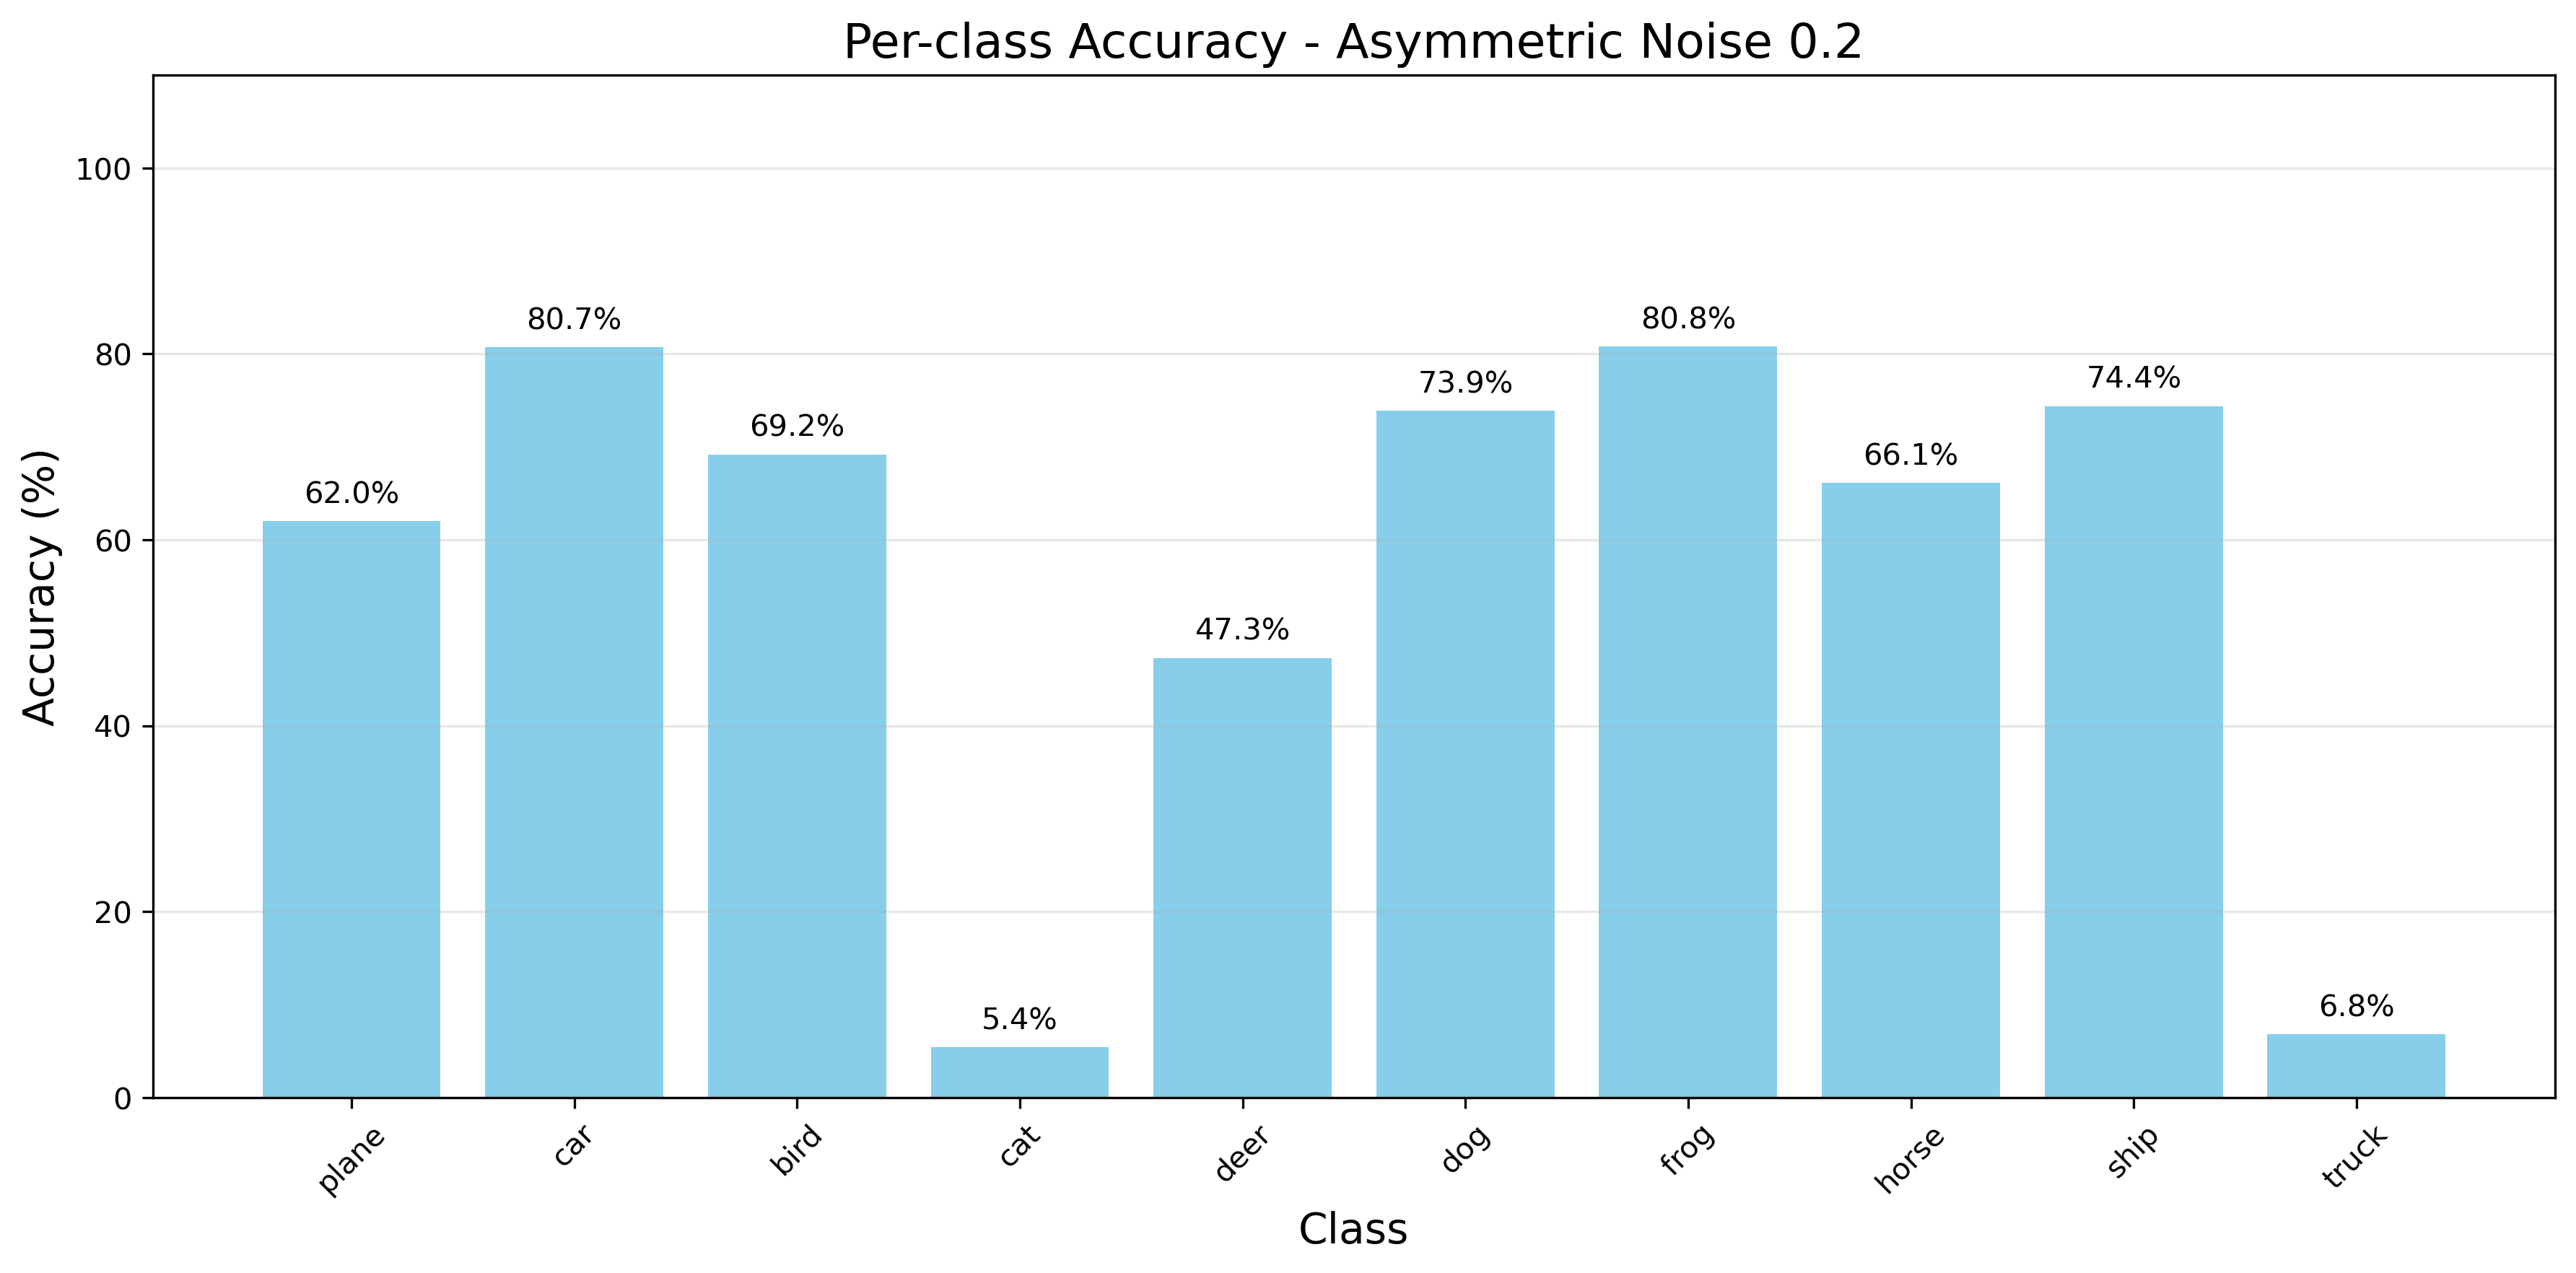 Per-class Accuracy - Asymmetric Noise 0.2
Accuracy (%)
100
80
60
40
20
0
62.0%
80.7%
69.2%
5.4%
47.3%
73.9%
80.8%
66.1%
74.4%
6.8%
plane
car
bird
cat
deer
dog
frog
horse
ship
truck
Class